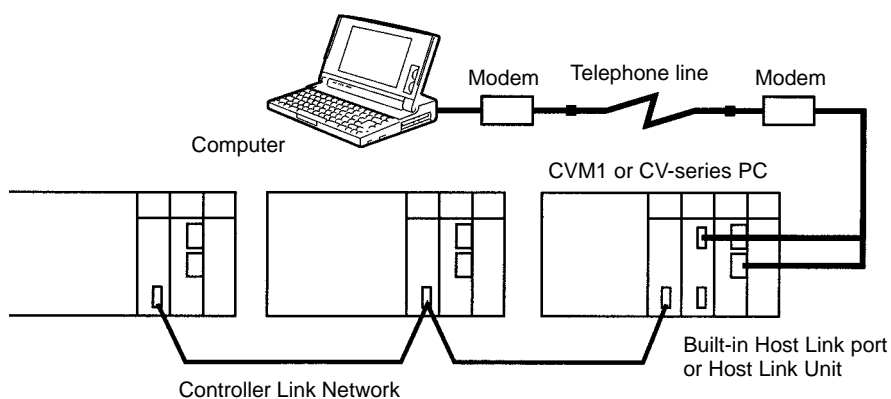 Modem
Telephone line
Modem
Computer
CVM1 or CV-series PC
Built-in Host Link port
or Host Link Unit
Controller Link Network